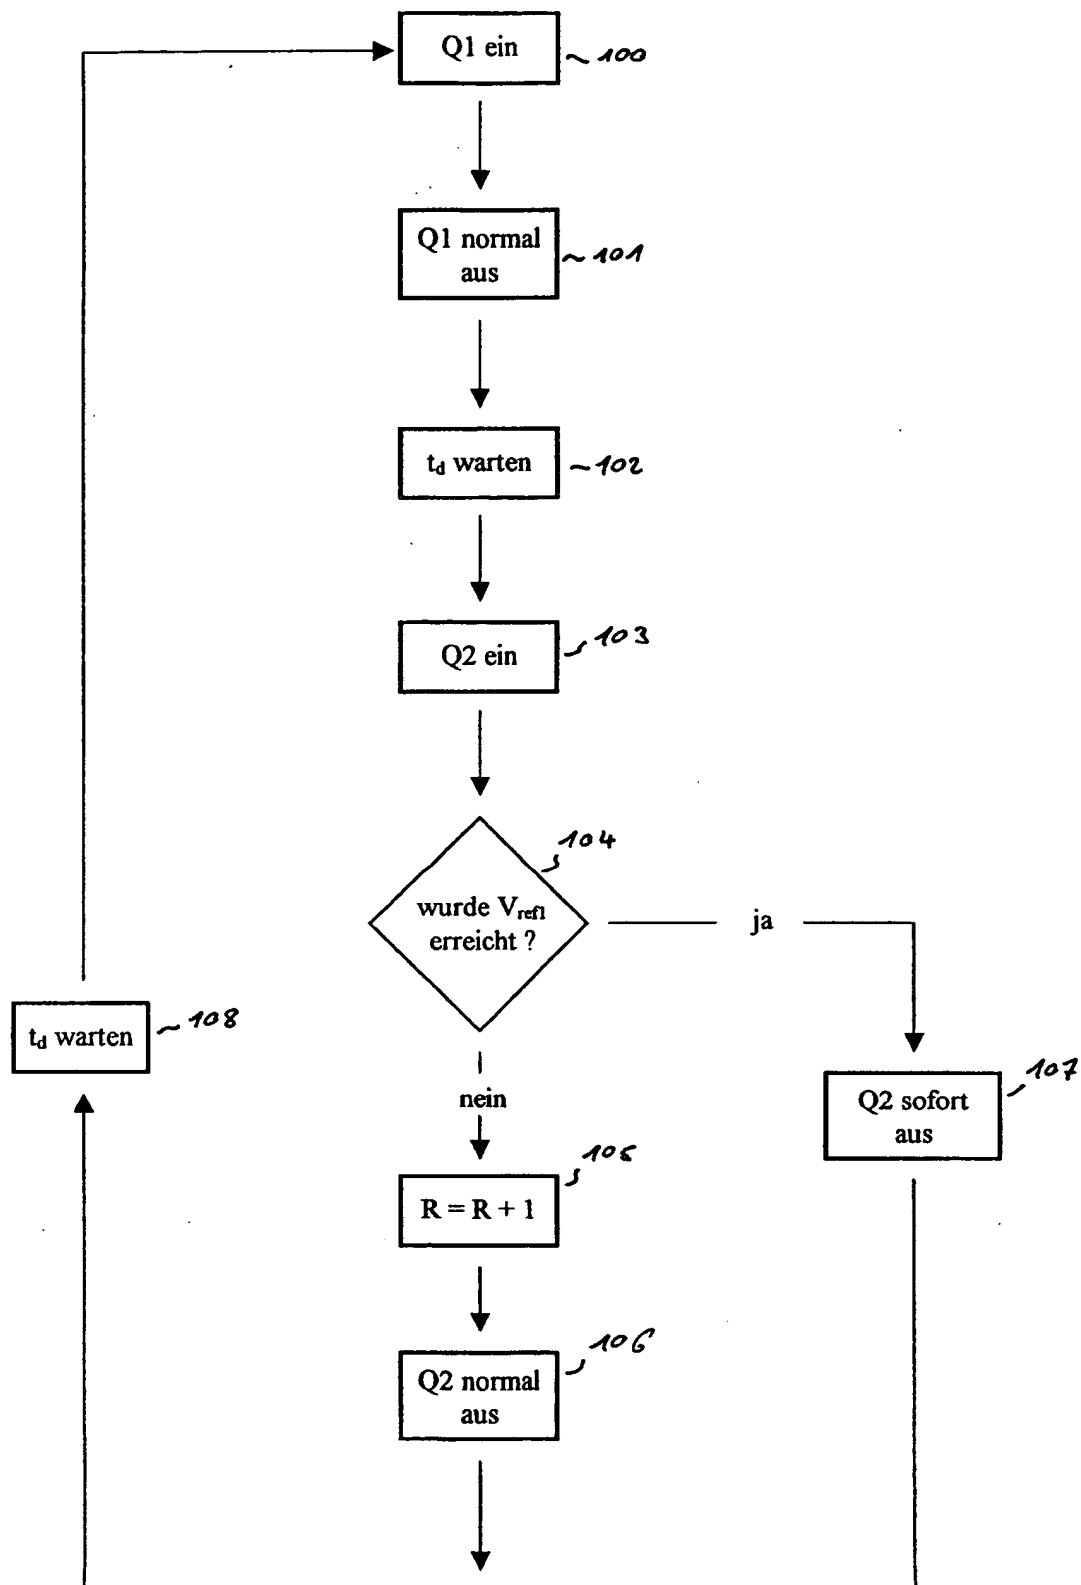 Q1 ein
~100
Q1 normal
aus
~101
t_d warten
~102
Q2 ein
103
104
wurde V_ref1
erreicht ?
ja
t_d warten
~108
nein
107
Q2 sofort
aus
105
R = R + 1
106
Q2 normal
aus